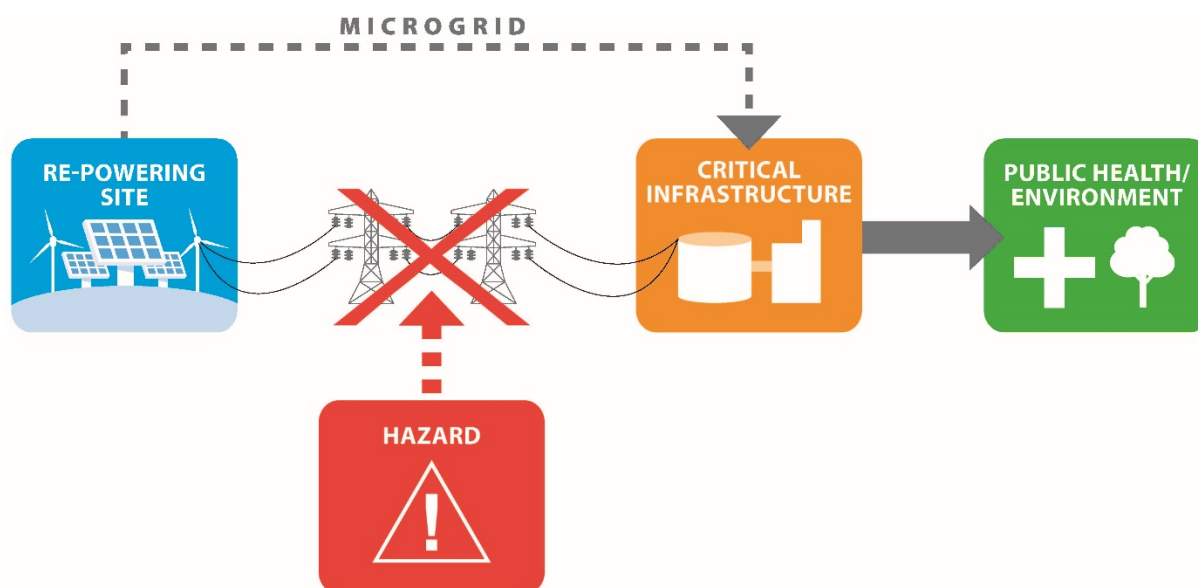 MICROGRID
RE-POWERING
SITE
CRITICAL
INFRASTRUCTURE
PUBLIC HEALTH/
ENVIRONMENT
HAZARD
!